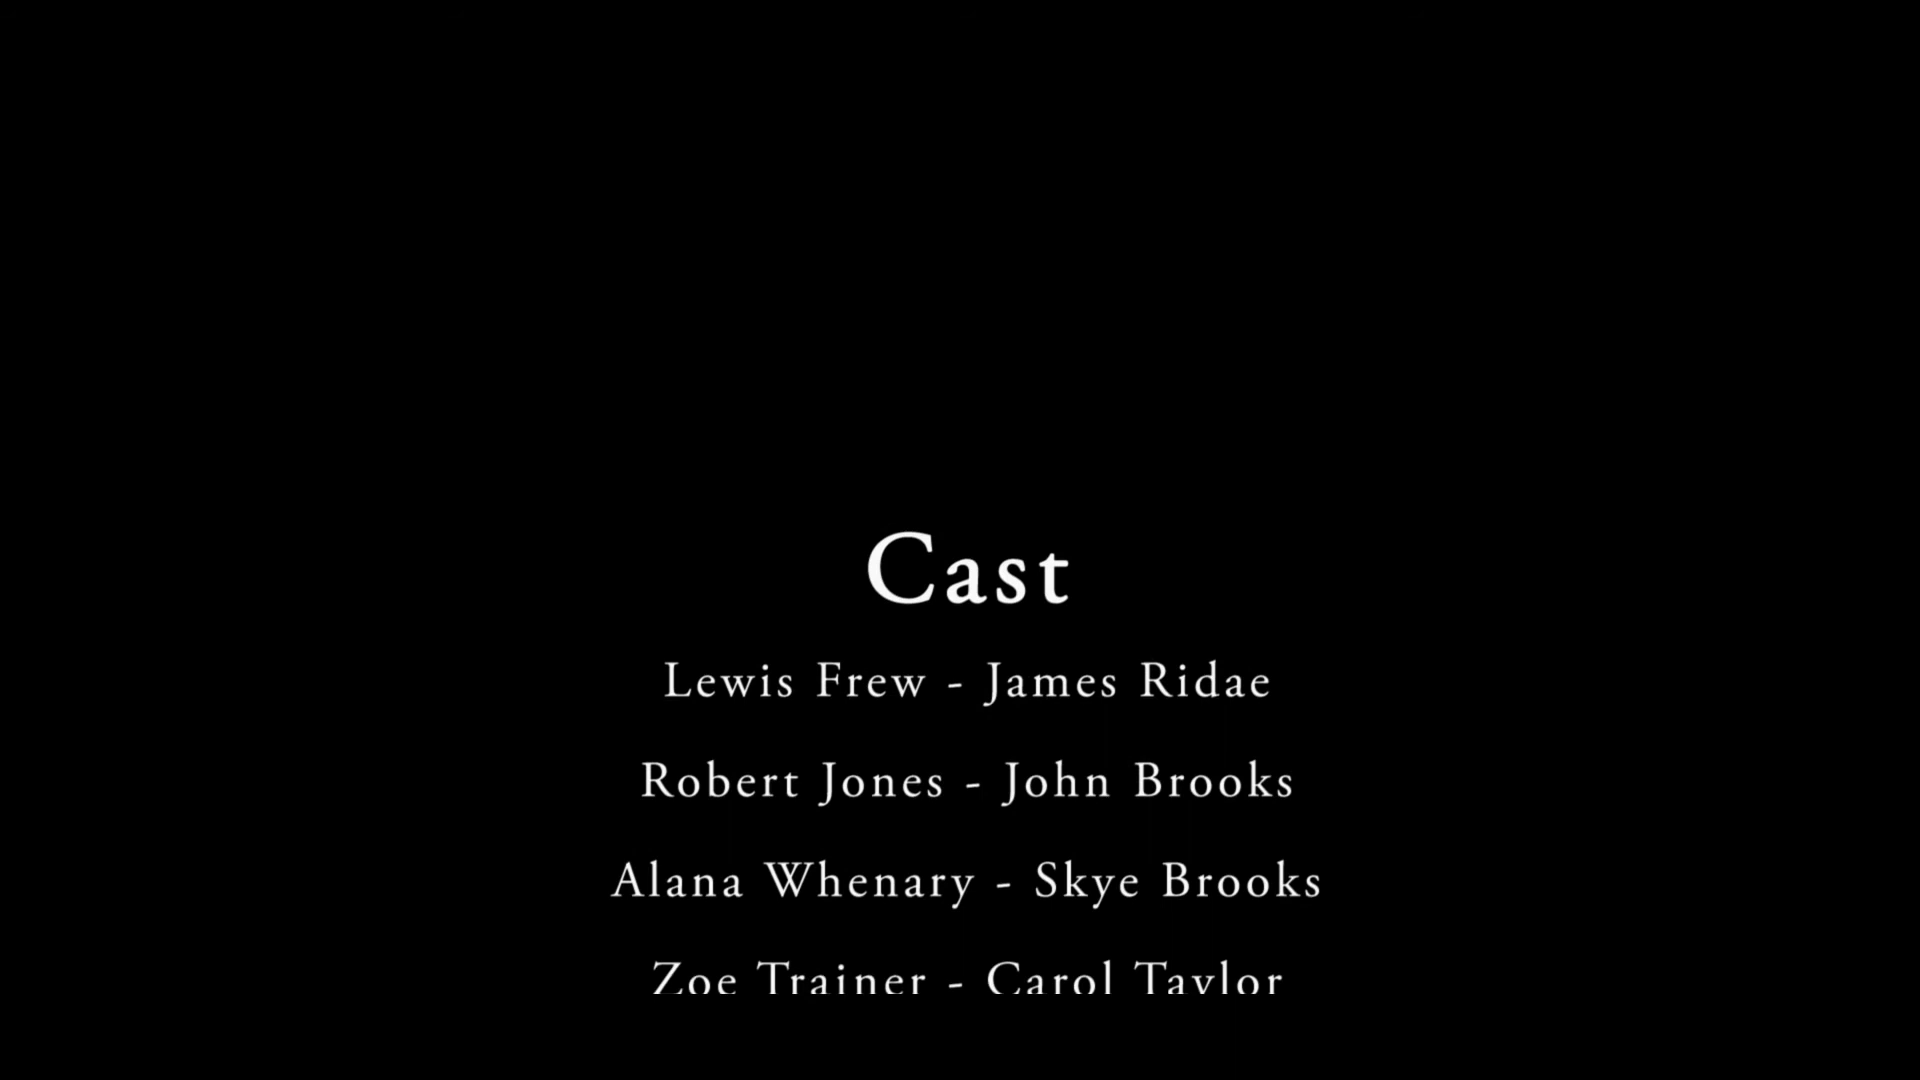 Cast
Lewis Frew - James Ridae
Robert Jones - John Brooks
Alana Whenary - Skye Brooks
Zoe Trainer - Carol Taylor